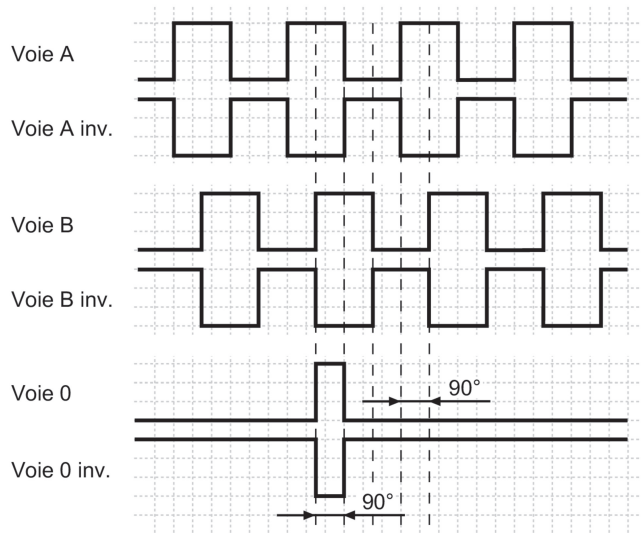 Voie A
Voie A inv.
Voie B
Voie B inv.
Voie 0
90°
Voie 0 inv.
90°